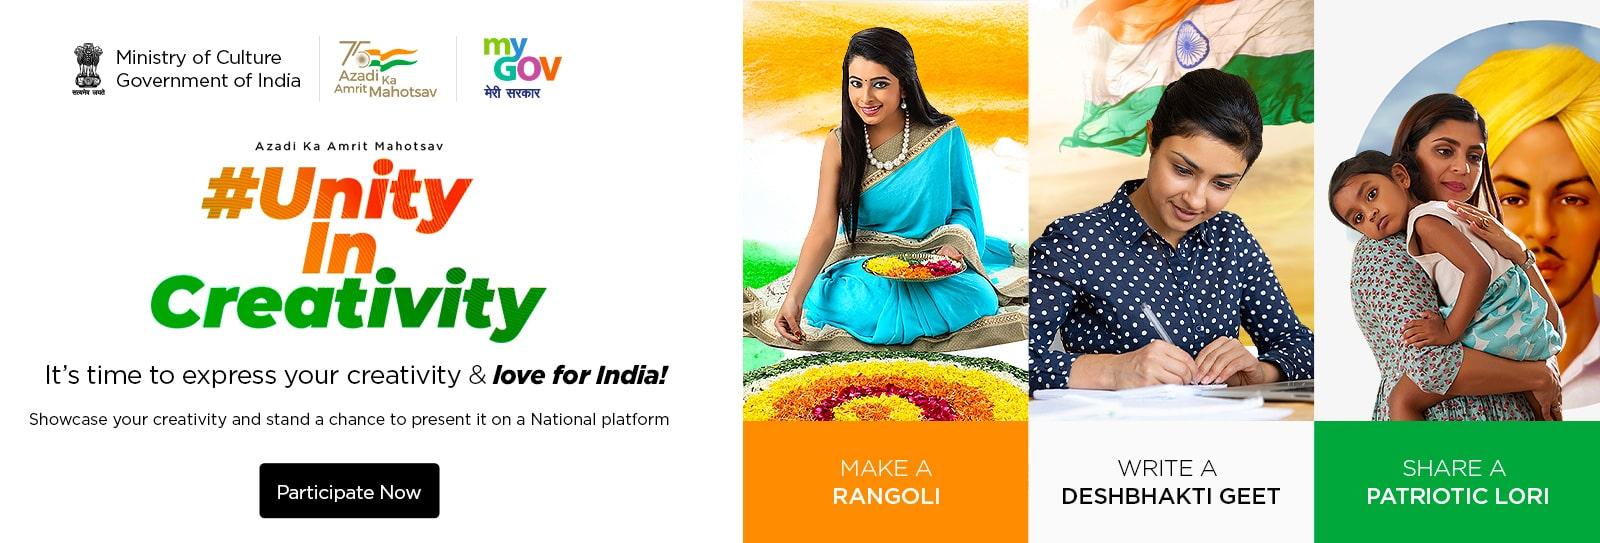 Ministry of Culture
Government of India
सत्यमेव जयते
75
Azadi Ka
Amrit Mahotsav
my
GOV
मेरी सरकार
Azadi Ka Amrit Mahotsav
#Unity
In
Creativity
It's time to express your creativity & love for India!
Showcase your creativity and stand a chance to present it on a National platform
Participate Now
MAKE A
RANGOLI
WRITE A
DESHBHAKTI GEET
SHARE A
PATRIOTIC LORI